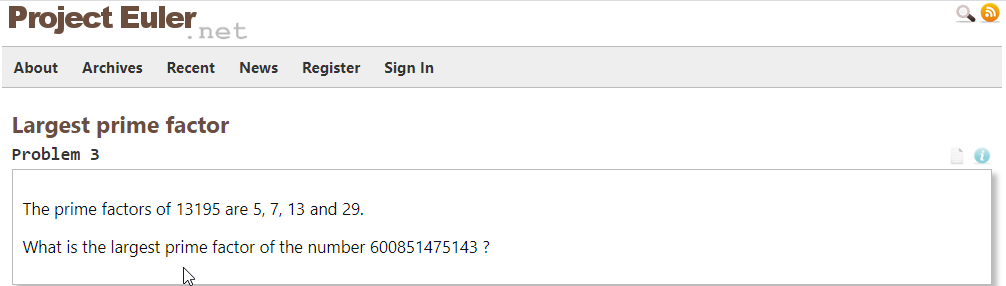 Project Euler
.net
About Archives Recent News Register Sign In
Largest prime factor
Problem 3
The prime factors of 13195 are 5, 7, 13 and 29.
What is the largest prime factor of the number 600851475143 ?